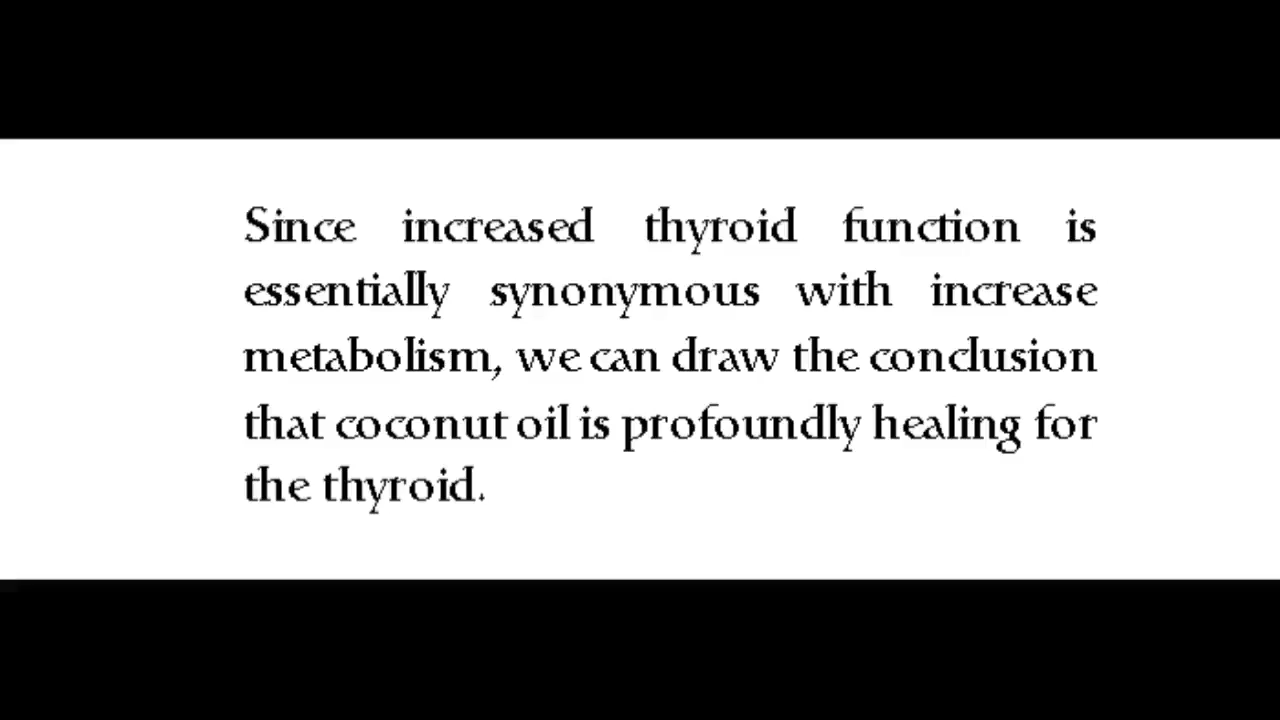 Since increased thyroid function is
essentially synonymous with increase
metabolism, we can draw the conclusion
that coconut oil is profoundly healing for
the thyroid.